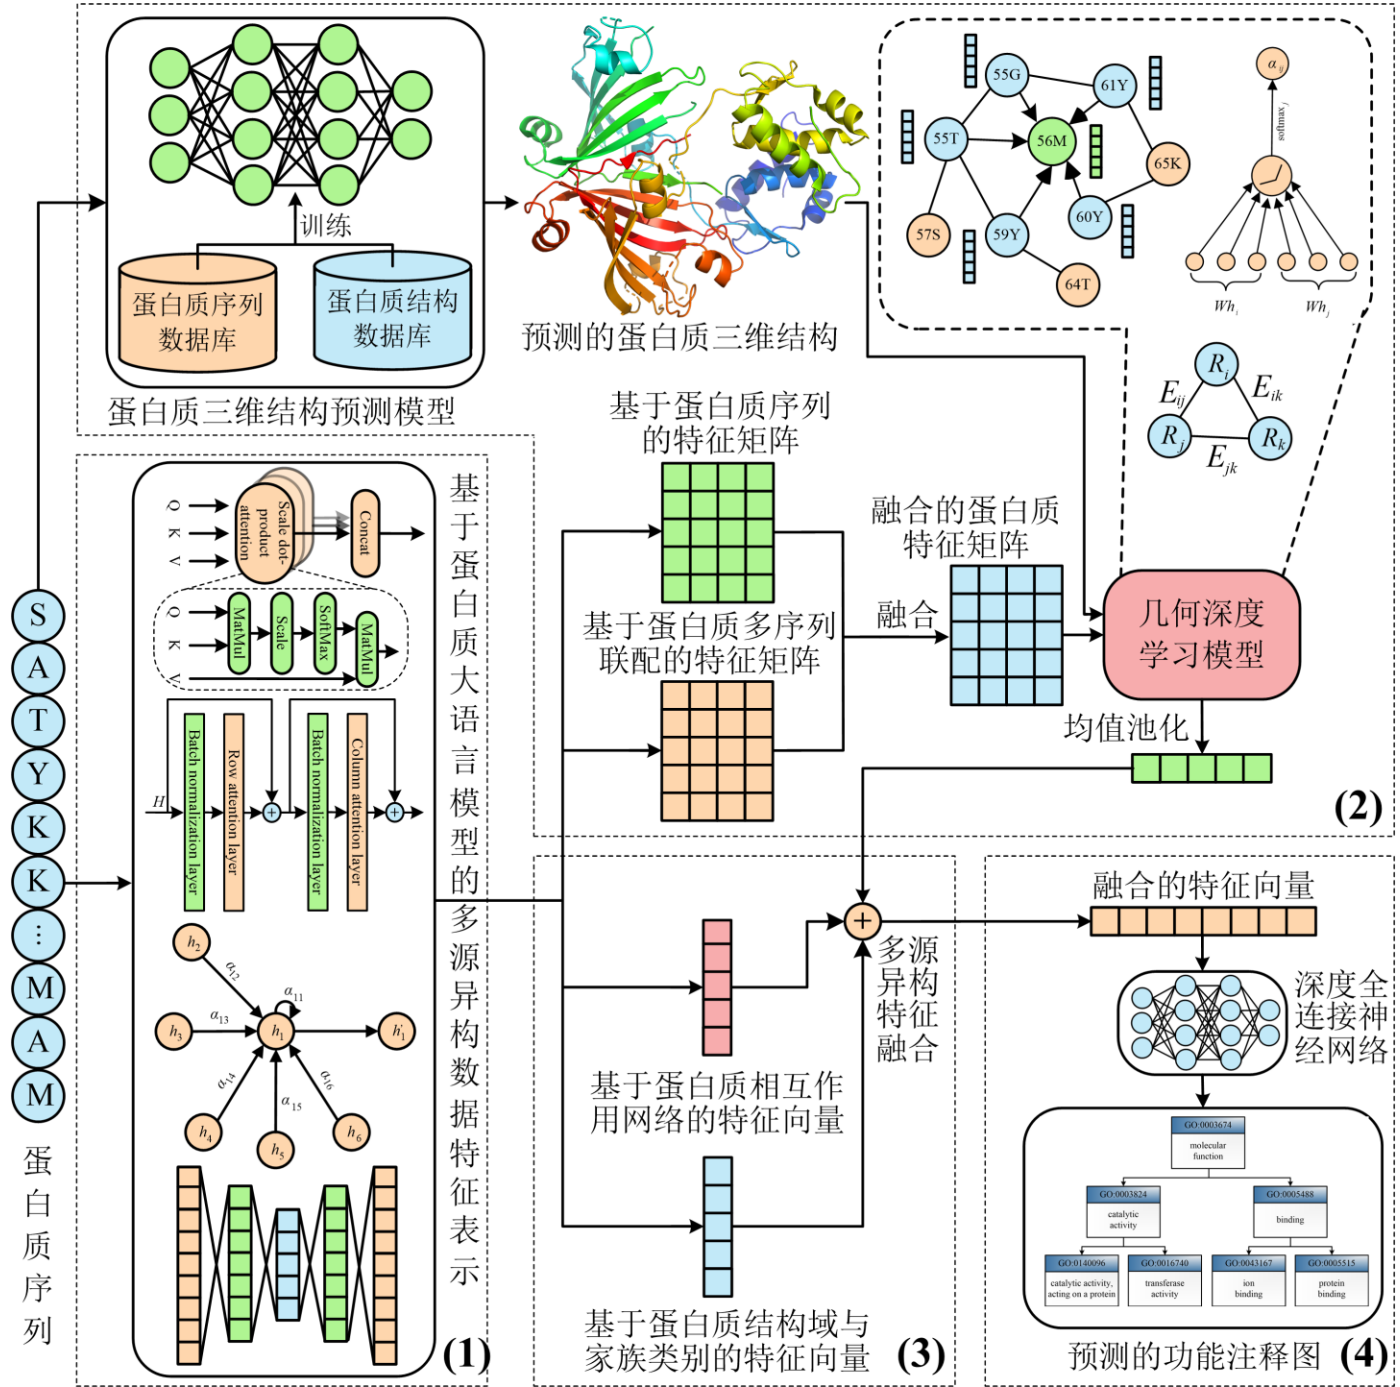 训练
蛋白质序列
数据库
蛋白质结构
数据库
蛋白质三维结构预测模型
预测的蛋白质三维结构
55G
61Y
55T
56M
65K
57S
59Y
60Y
64T
α_ij
softmax_j
Wh_i
Wh_j
R_i
E_ij
E_ik
R_j
R_k
E_jk
S
A
T
Y
K
K
⋮
M
A
M
蛋白质序列
Q
K
V
Scale dot-
product
attention
Concat
Q
K
V
MatMul
Scale
SoftMax
MatMul
H
Batch normalization layer
Row attention layer
+
Batch normalization layer
Column attention layer
+
h_2
α_12
α_11
h_3
α_13
h_1
h'_1
α_14
α_15
α_16
h_4
h_5
h_6
基于蛋白质大语言模型的多源异构数据特征表示
(1)
基于蛋白质序列
的特征矩阵
基于蛋白质多序列
联配的特征矩阵
融合
融合的蛋白质
特征矩阵
几何深度
学习模型
均值池化
(2)
+
多源
异构
特征
融合
基于蛋白质相互作
用网络的特征向量
基于蛋白质结构域与
家族类别的特征向量
(3)
融合的特征向量
深度全
连接神
经网络
GO:0003674
molecular
function
GO:0003824
catalytic
activity
GO:0005488
binding
GO:0140096
catalytic activity,
acting on a protein
GO:0016740
transferase
activity
GO:0043167
ion
binding
GO:0005515
protein
binding
预测的功能注释图
(4)